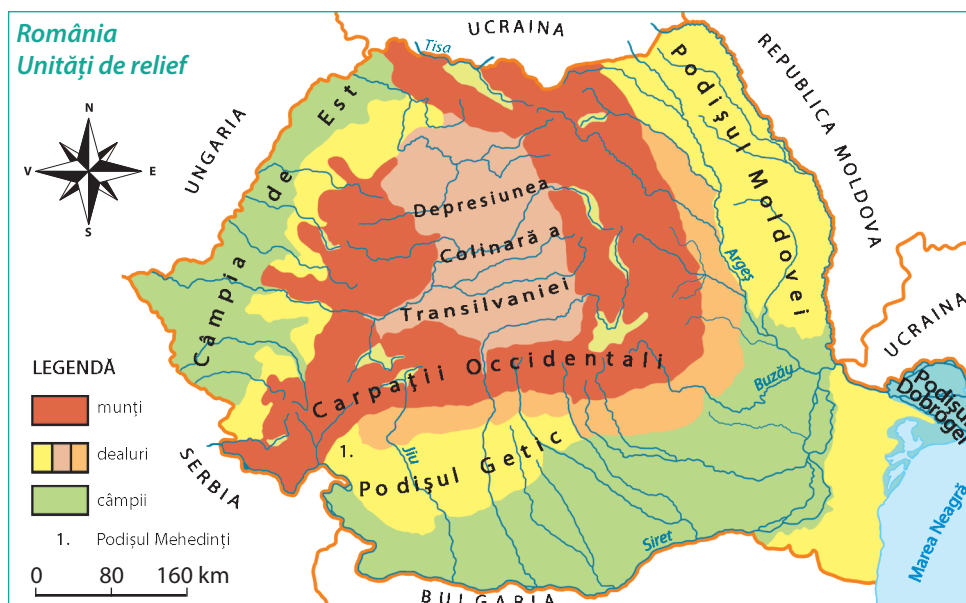 România
Unități de relief
N
V
E
S
UCRAINA
REPUBLICA MOLDOVA
UNGARIA
UCRAINA
SERBIA
BULGARIA
Marea Neagră
Tisa
Argeș
Buzău
Jiu
Siret
Câmpia de Est
Podișul Moldovei
Depresiunea
Colinară a
Transilvaniei
Carpații Occidentali
Podișul Getic
Podișul
Dobrogei
1.
LEGENDĂ
munți
dealuri
câmpii
1. Podișul Mehedinți
0 80 160 km